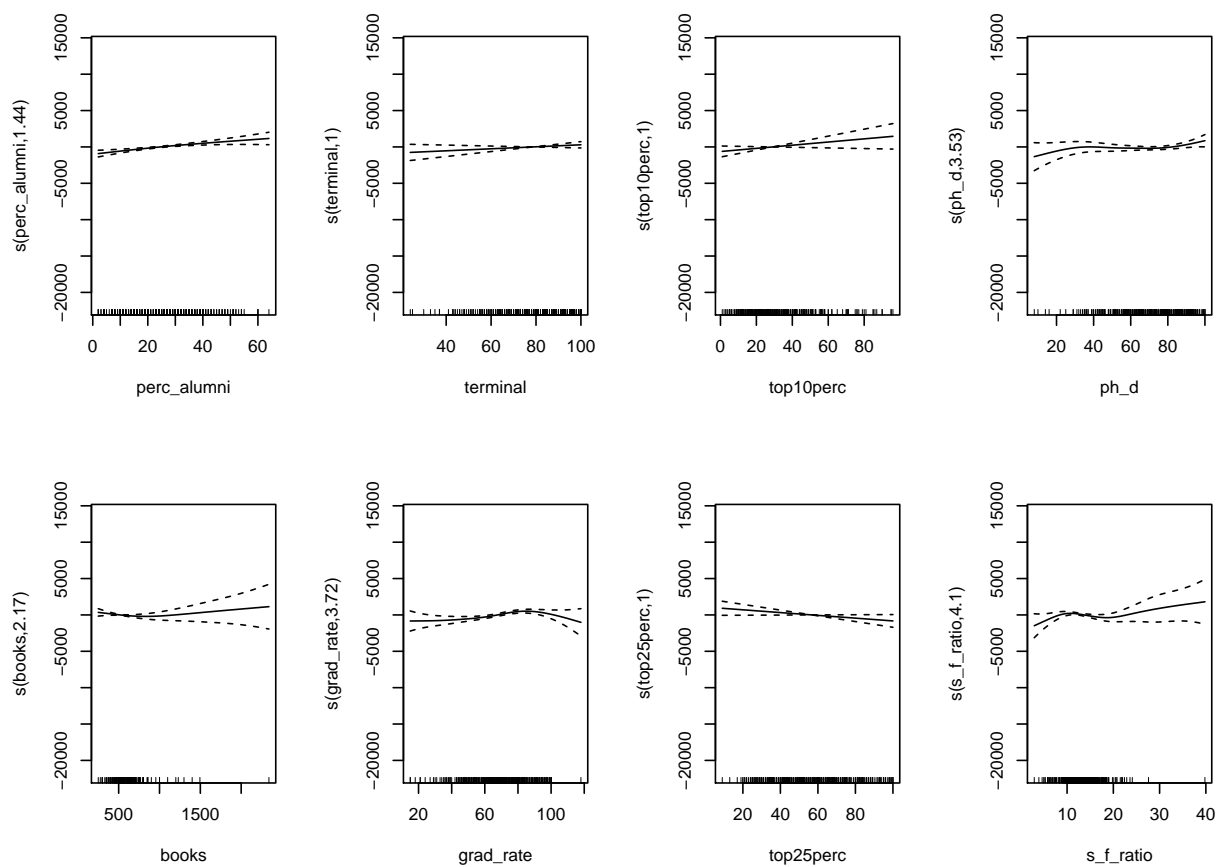 0 20 40 60
−20000 −5000 5000 15000
perc_alumni
s(perc_alumni,1.44)
40 60 80 100
−20000 −5000 5000 15000
terminal
s(terminal,1)
0 20 40 60 80
−20000 −5000 5000 15000
top10perc
s(top10perc,1)
20 40 60 80
−20000 −5000 5000 15000
ph_d
s(ph_d,3.53)
500 1500
−20000 −5000 5000 15000
books
s(books,2.17)
20 40 60 80 100
−20000 −5000 5000 15000
grad_rate
s(grad_rate,3.72)
20 40 60 80
−20000 −5000 5000 15000
top25perc
s(top25perc,1)
10 20 30 40
−20000 −5000 5000 15000
s_f_ratio
s(s_f_ratio,4.1)